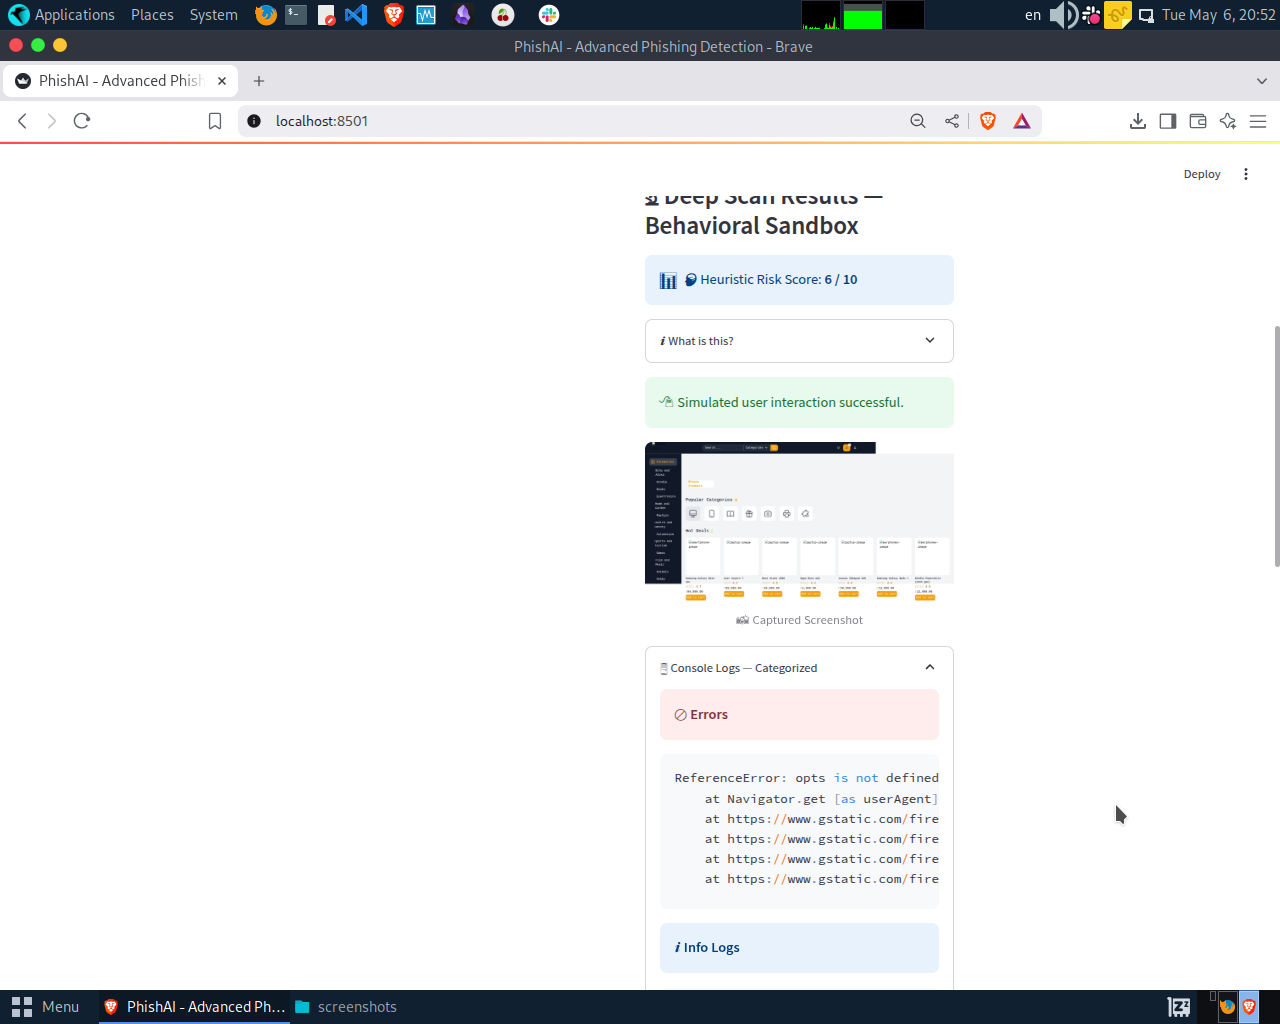 Applications Places System
en
Tue May 6, 20:52
PhishAI - Advanced Phishing Detection - Brave
PhishAI - Advanced Phish
localhost:8501
Deploy
Deep Scan Results —
Behavioral Sandbox
Heuristic Risk Score: 6 / 10
What is this?
Simulated user interaction successful.
Popular Categories
Hot Deals
Captured Screenshot
Console Logs — Categorized
Errors
ReferenceError: opts is not defined
at Navigator.get [as userAgent]
at https://www.gstatic.com/fire
at https://www.gstatic.com/fire
at https://www.gstatic.com/fire
at https://www.gstatic.com/fire
Info Logs
Menu
PhishAI - Advanced Ph...
screenshots